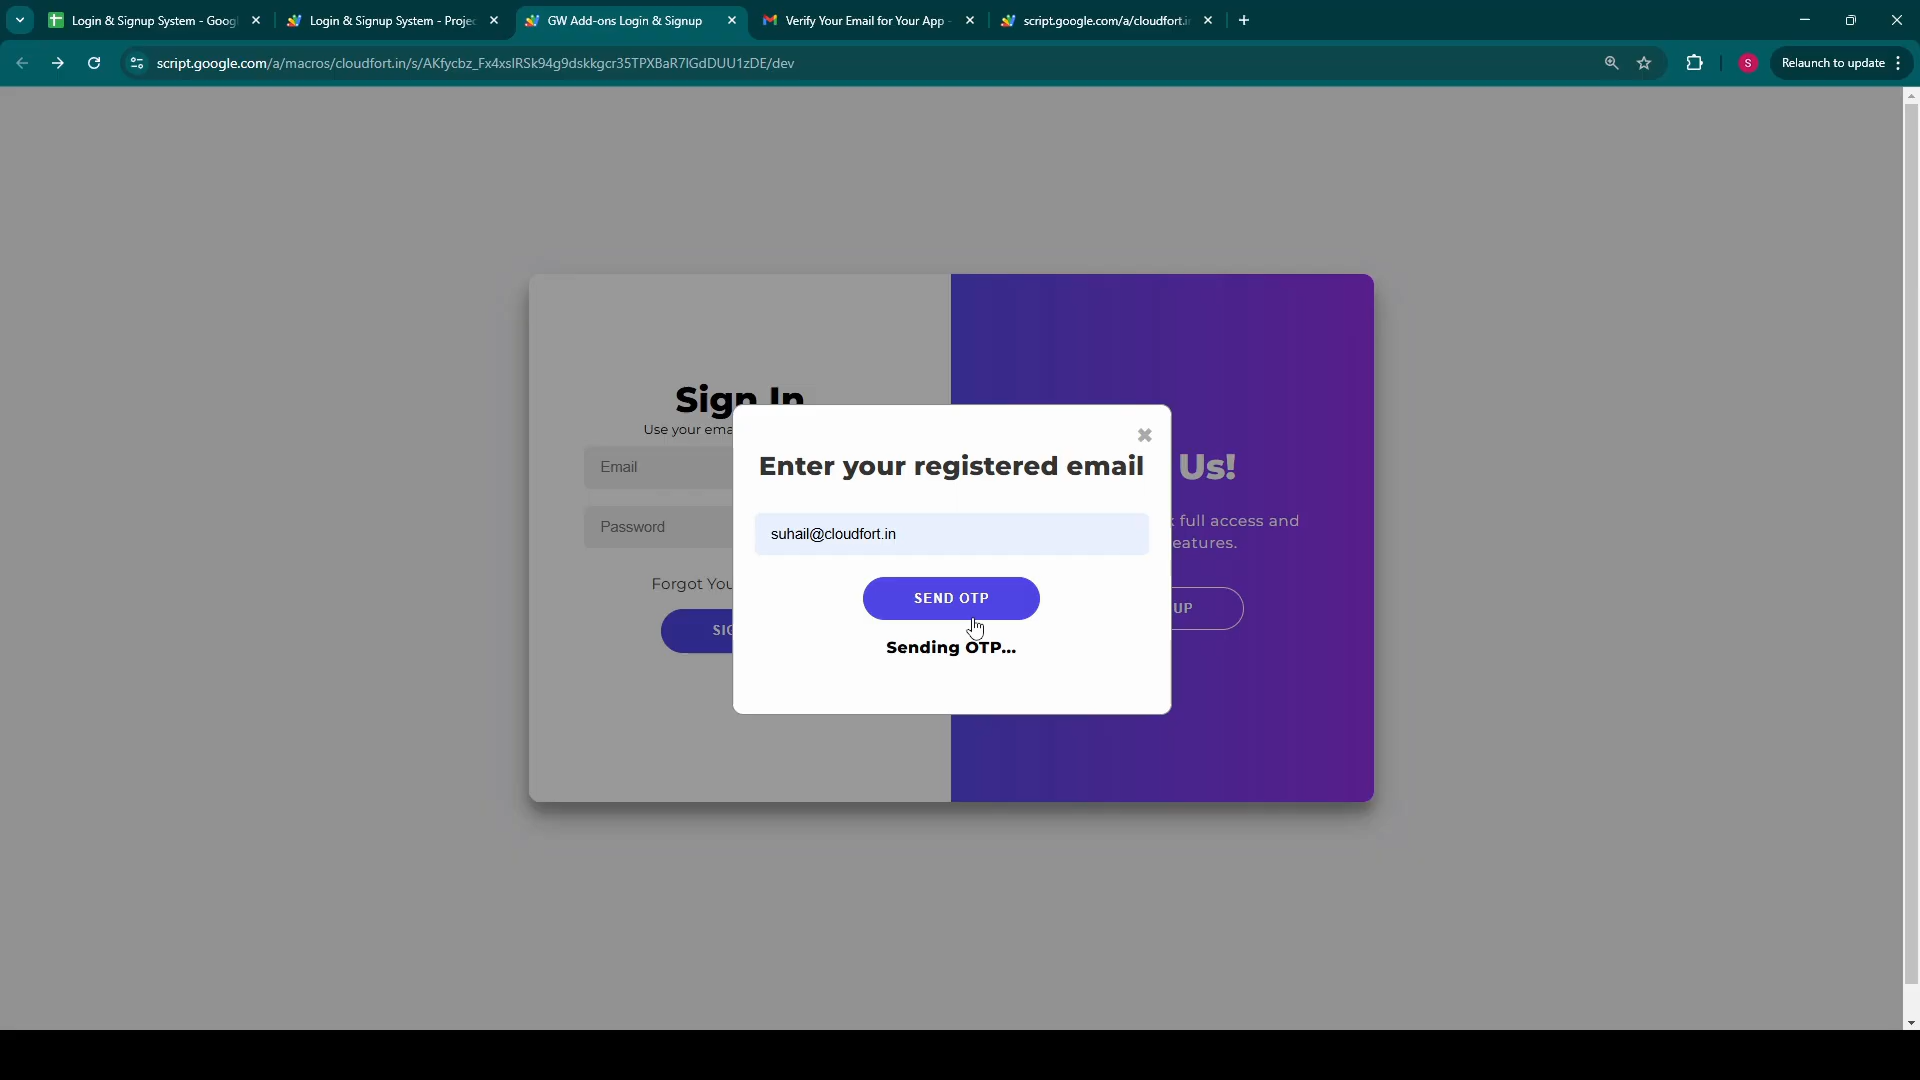 Login & Signup System - Goog
Login & Signup System - Proje
GW Add-ons Login & Signup
Verify Your Email for Your App -
script.google.com/a/cloudfort.i
script.google.com/a/macros/cloudfort.in/s/AKfycbz_Fx4xslRSk94g9dskkgcr35TPXBaR7lGdDUU1zDE/dev
S
Relaunch to update
Sign In
Use your ema
Email
Password
Forgot You
SIG
Enter your registered email
suhail@cloudfort.in
SEND OTP
Sending OTP...
Us!
full access and
eatures.
UP